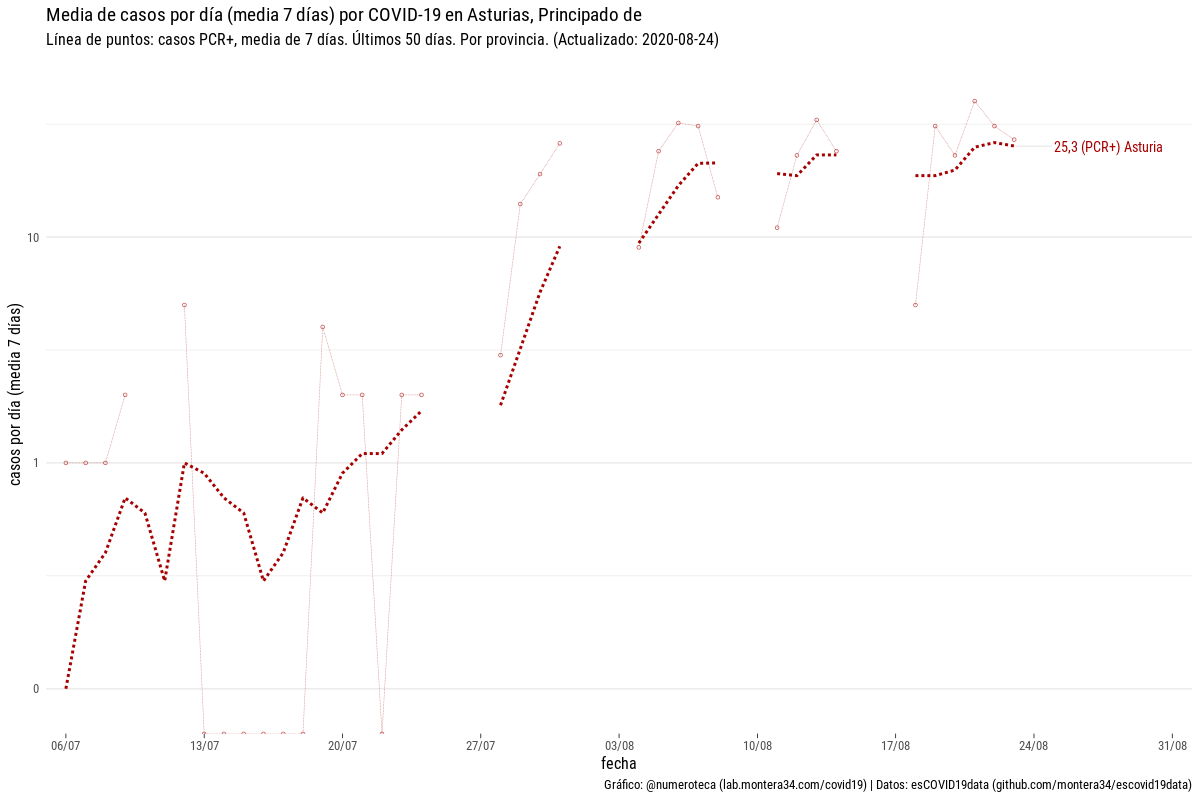 Media de casos por día (media 7 días) por COVID-19 en Asturias, Principado de
Línea de puntos: casos PCR+, media de 7 días. Últimos 50 días. Por provincia. (Actualizado: 2020-08-24)
25,3 (PCR+) Asturia
10
1
0
casos por día (media 7 días)
06/07 13/07 20/07 27/07 03/08 10/08 17/08 24/08 31/08
fecha
Gráfico: @numeroteca (lab.montera34.com/covid19) | Datos: esCOVID19data (github.com/montera34/escovid19data)